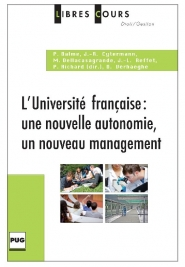 LIBRES COURS
Droit/Gestion
P. Balme, J.-R. Cytermann,
M. Dellacasagrande, J.-L. Reffet,
P. Richard (dir.), D. Verhaeghe
L'Université française :
une nouvelle autonomie,
un nouveau management
PUG